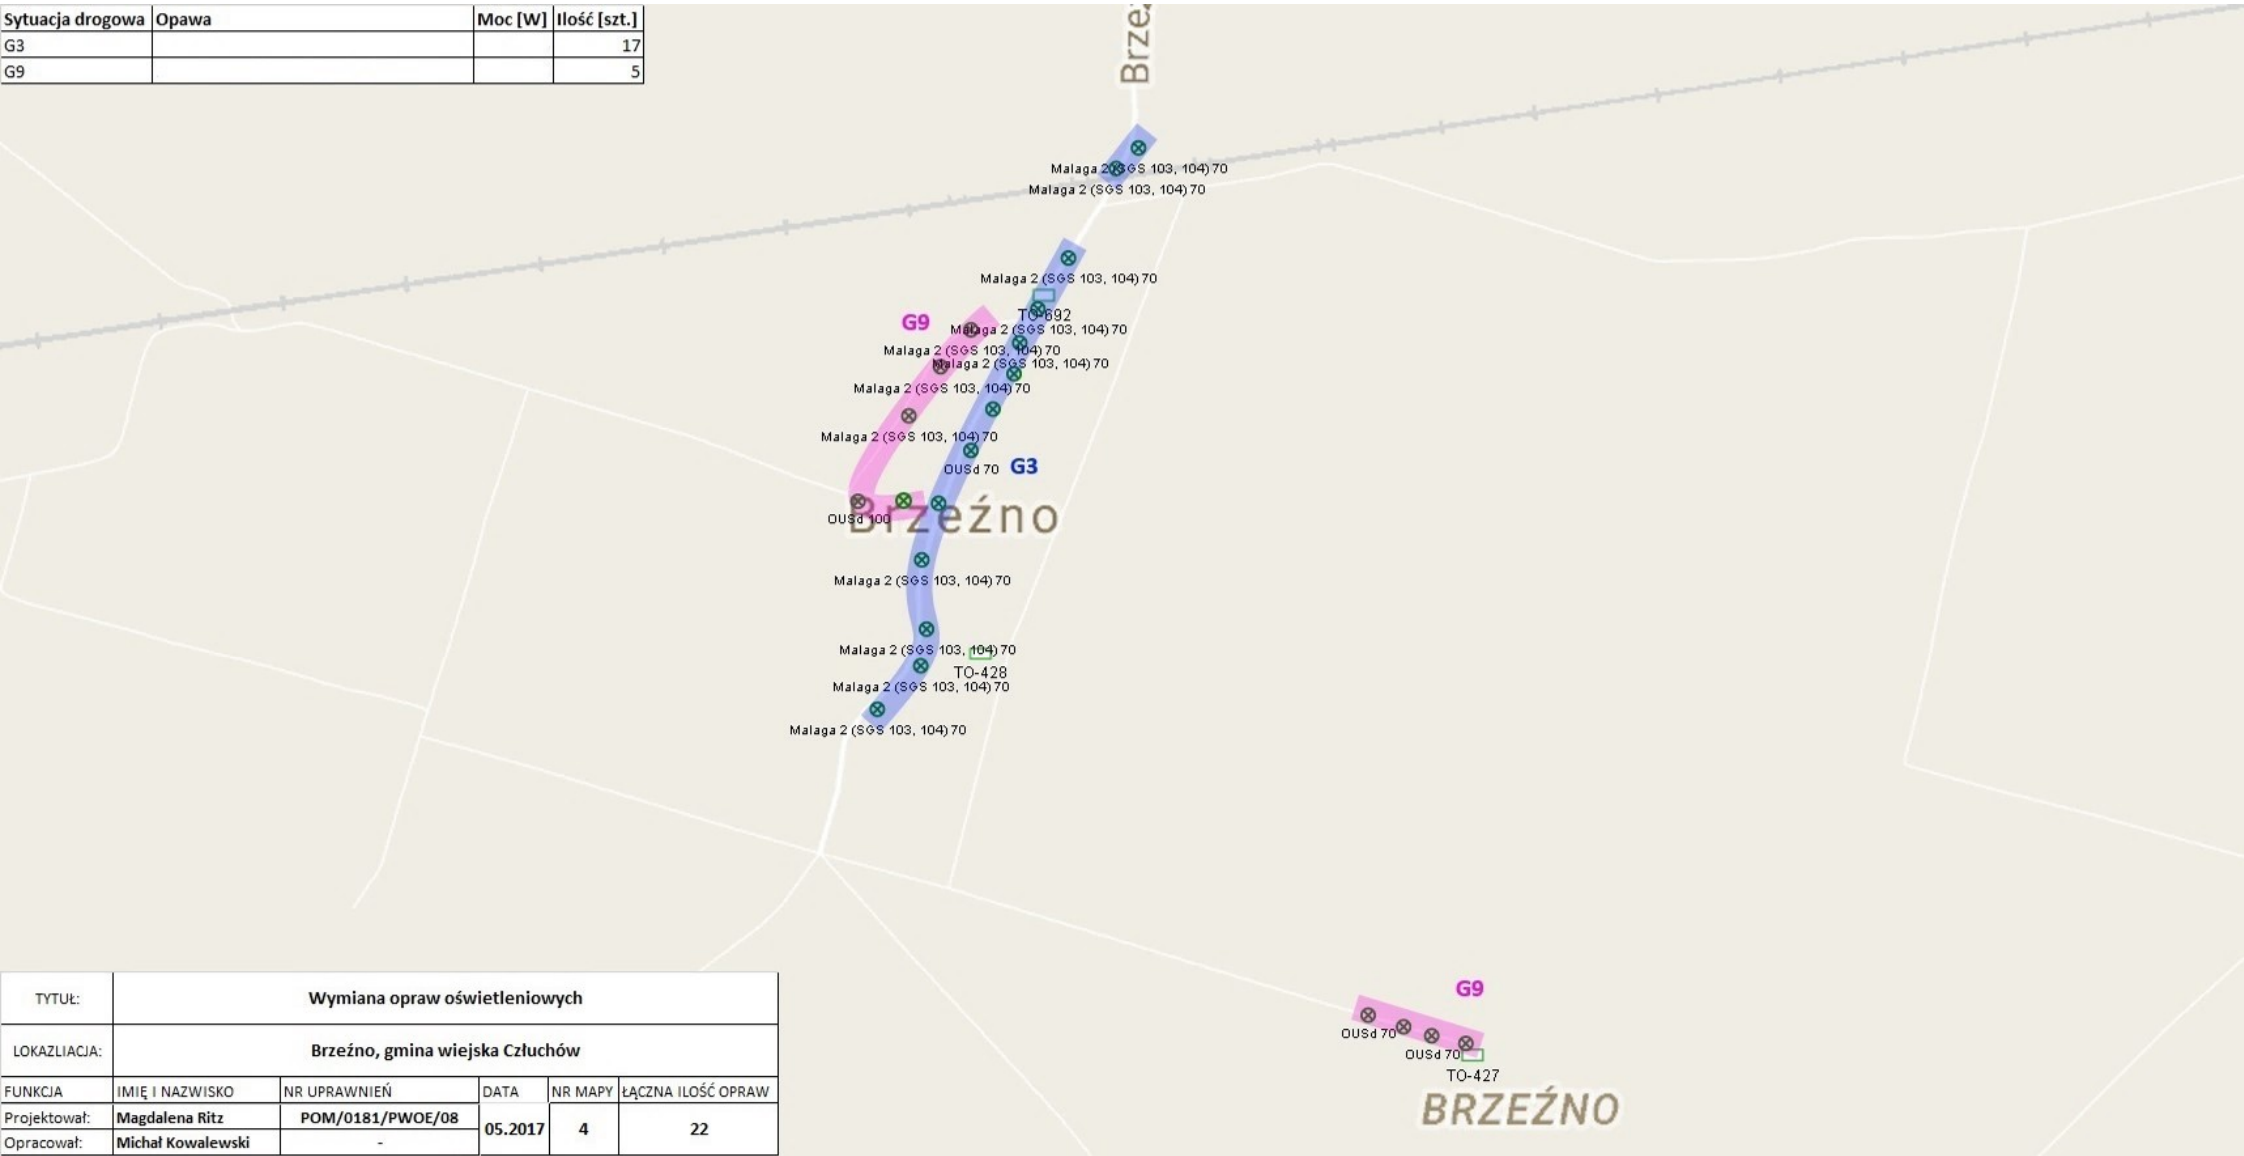 Sytuacja drogowa Opawa Moc [W] Ilość [szt.]
G3 17
G9 5
Brzeź
Malaga 2 (SGS 103, 104) 70
Malaga 2 (SGS 103, 104) 70
Malaga 2 (SGS 103, 104) 70
TO-692
G9
Malaga 2 (SGS 103, 104) 70
Malaga 2 (SGS 103, 104) 70
Malaga 2 (SGS 103, 104) 70
Malaga 2 (SGS 103, 104) 70
Malaga 2 (SGS 103, 104) 70
OUSd 70 G3
OUSd 100
Brzeźno
Malaga 2 (SGS 103, 104) 70
Malaga 2 (SGS 103, 104) 70
TO-428
Malaga 2 (SGS 103, 104) 70
Malaga 2 (SGS 103, 104) 70
G9
OUSd 70
OUSd 70
TO-427
BRZEŹNO
TYTUŁ: Wymiana opraw oświetleniowych
LOKAZLIACJA: Brzeźno, gmina wiejska Człuchów
FUNKCJA IMIĘ I NAZWISKO NR UPRAWNIEŃ DATA NR MAPY ŁĄCZNA ILOŚĆ OPRAW
Projektował: Magdalena Ritz POM/0181/PWOE/08 05.2017 4 22
Opracował: Michał Kowalewski -